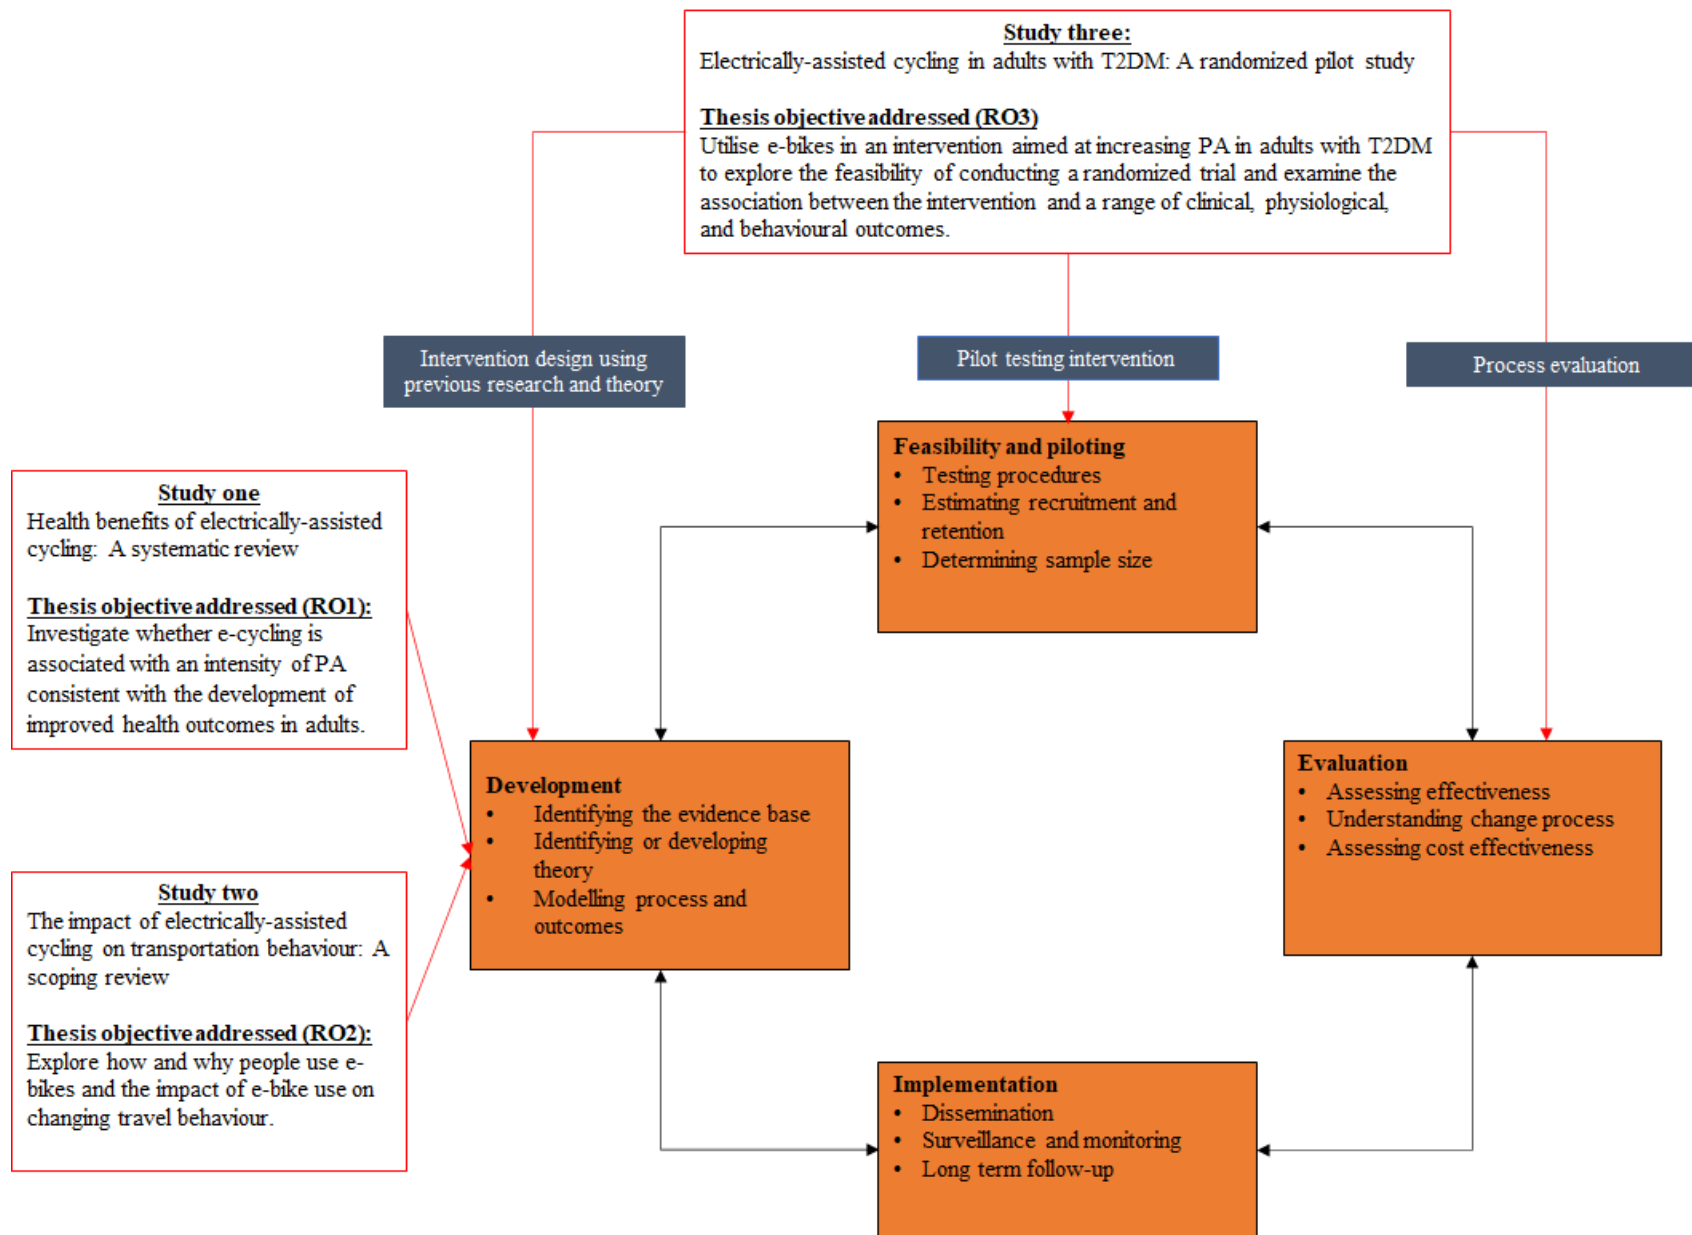 Study three:
Electrically-assisted cycling in adults with T2DM: A randomized pilot study
Thesis objective addressed (RO3)
Utilise e-bikes in an intervention aimed at increasing PA in adults with T2DM
to explore the feasibility of conducting a randomized trial and examine the
association between the intervention and a range of clinical, physiological,
and behavioural outcomes.
Intervention design using
previous research and theory
Pilot testing intervention
Process evaluation
Feasibility and piloting
• Testing procedures
• Estimating recruitment and
retention
• Determining sample size
Study one
Health benefits of electrically-assisted
cycling: A systematic review
Thesis objective addressed (RO1):
Investigate whether e-cycling is
associated with an intensity of PA
consistent with the development of
improved health outcomes in adults.
Development
• Identifying the evidence base
• Identifying or developing
theory
• Modelling process and
outcomes
Evaluation
• Assessing effectiveness
• Understanding change process
• Assessing cost effectiveness
Study two
The impact of electrically-assisted
cycling on transportation behaviour: A
scoping review
Thesis objective addressed (RO2):
Explore how and why people use e-
bikes and the impact of e-bike use on
changing travel behaviour.
Implementation
• Dissemination
• Surveillance and monitoring
• Long term follow-up